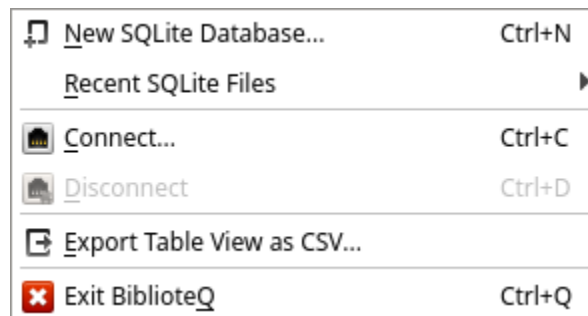 New SQLite Database... Ctrl+N
Recent SQLite Files
Connect... Ctrl+C
Disconnect Ctrl+D
Export Table View as CSV...
Exit BiblioteQ Ctrl+Q